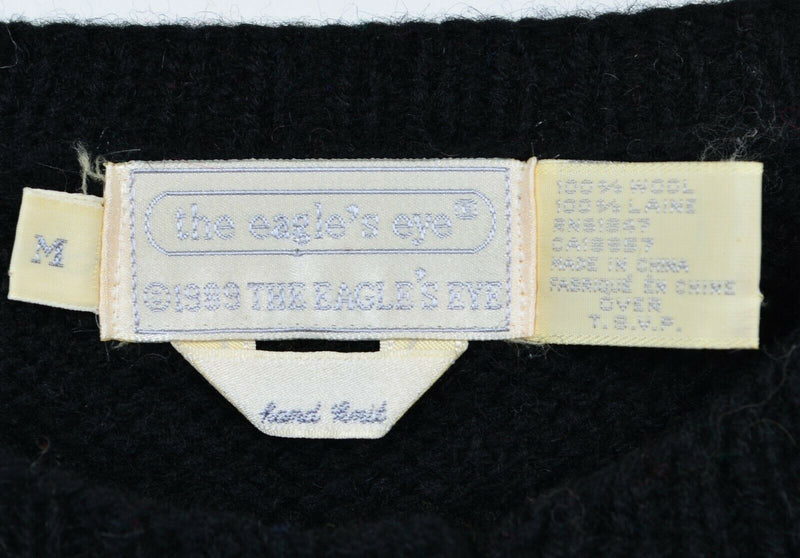 M
the eagle's eye®
©1989 THE EAGLE'S EYE
hand knit
100% WOOL
100% LAINE
MADE IN CHINA
FABRIQUE EN CHINE
OVER
T.S.V.P.